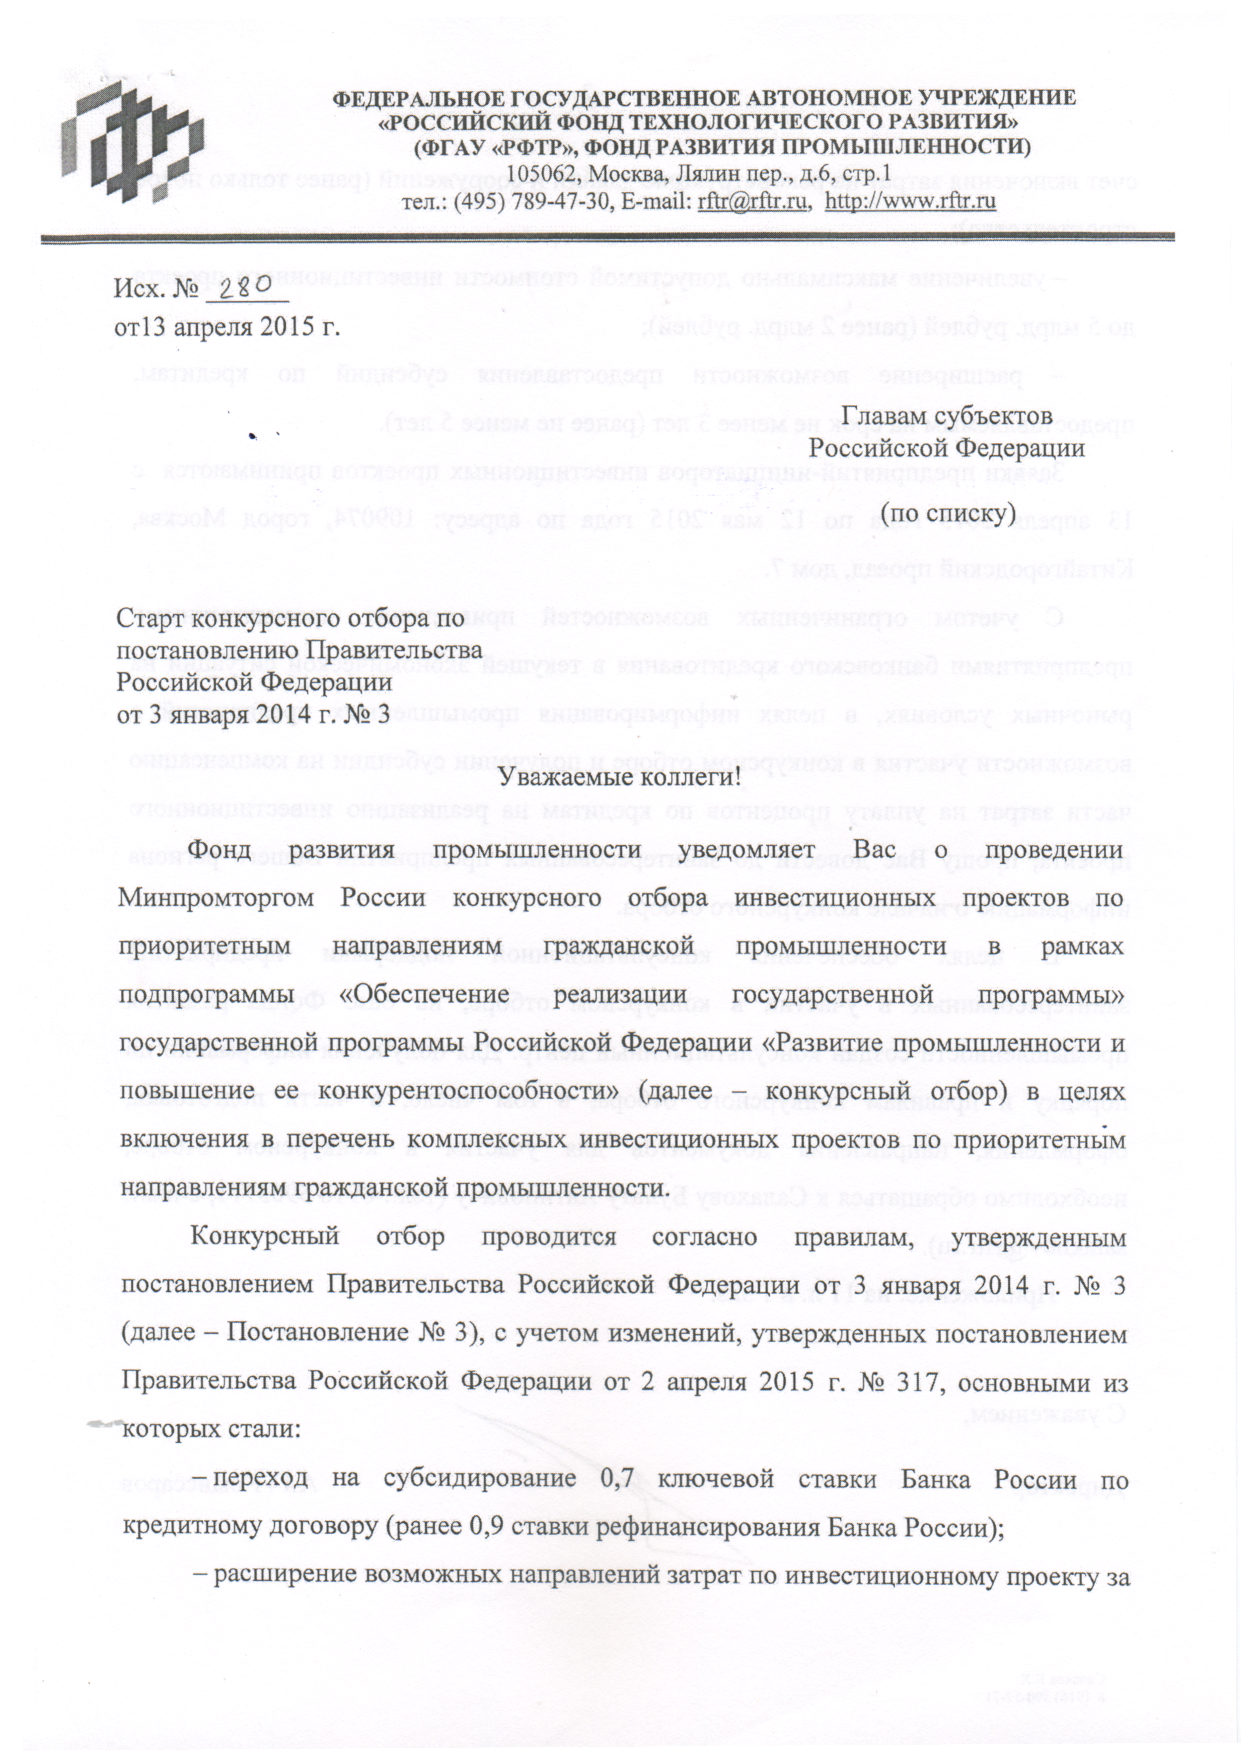 ФЕДЕРАЛЬНОЕ ГОСУДАРСТВЕННОЕ АВТОНОМНОЕ УЧРЕЖДЕНИЕ
«РОССИЙСКИЙ ФОНД ТЕХНОЛОГИЧЕСКОГО РАЗВИТИЯ»
(ФГАУ «РФТР», ФОНД РАЗВИТИЯ ПРОМЫШЛЕННОСТИ)
105062, Москва, Лялин пер., д.6, стр.1
тел.: (495) 789-47-30, E-mail: rftr@rftr.ru, http://www.rftr.ru
Исх. № 280
от13 апреля 2015 г.
Главам субъектов
Российской Федерации
(по списку)
Старт конкурсного отбора по
постановлению Правительства
Российской Федерации
от 3 января 2014 г. № 3
Уважаемые коллеги!
Фонд развития промышленности уведомляет Вас о проведении
Минпромторгом России конкурсного отбора инвестиционных проектов по
приоритетным направлениям гражданской промышленности в рамках
подпрограммы «Обеспечение реализации государственной программы»
государственной программы Российской Федерации «Развитие промышленности и
повышение ее конкурентоспособности» (далее – конкурсный отбор) в целях
включения в перечень комплексных инвестиционных проектов по приоритетным
направлениям гражданской промышленности.
Конкурсный отбор проводится согласно правилам, утвержденным
постановлением Правительства Российской Федерации от 3 января 2014 г. № 3
(далее – Постановление № 3), с учетом изменений, утвержденных постановлением
Правительства Российской Федерации от 2 апреля 2015 г. № 317, основными из
которых стали:
– переход на субсидирование 0,7 ключевой ставки Банка России по
кредитному договору (ранее 0,9 ставки рефинансирования Банка России);
– расширение возможных направлений затрат по инвестиционному проекту за